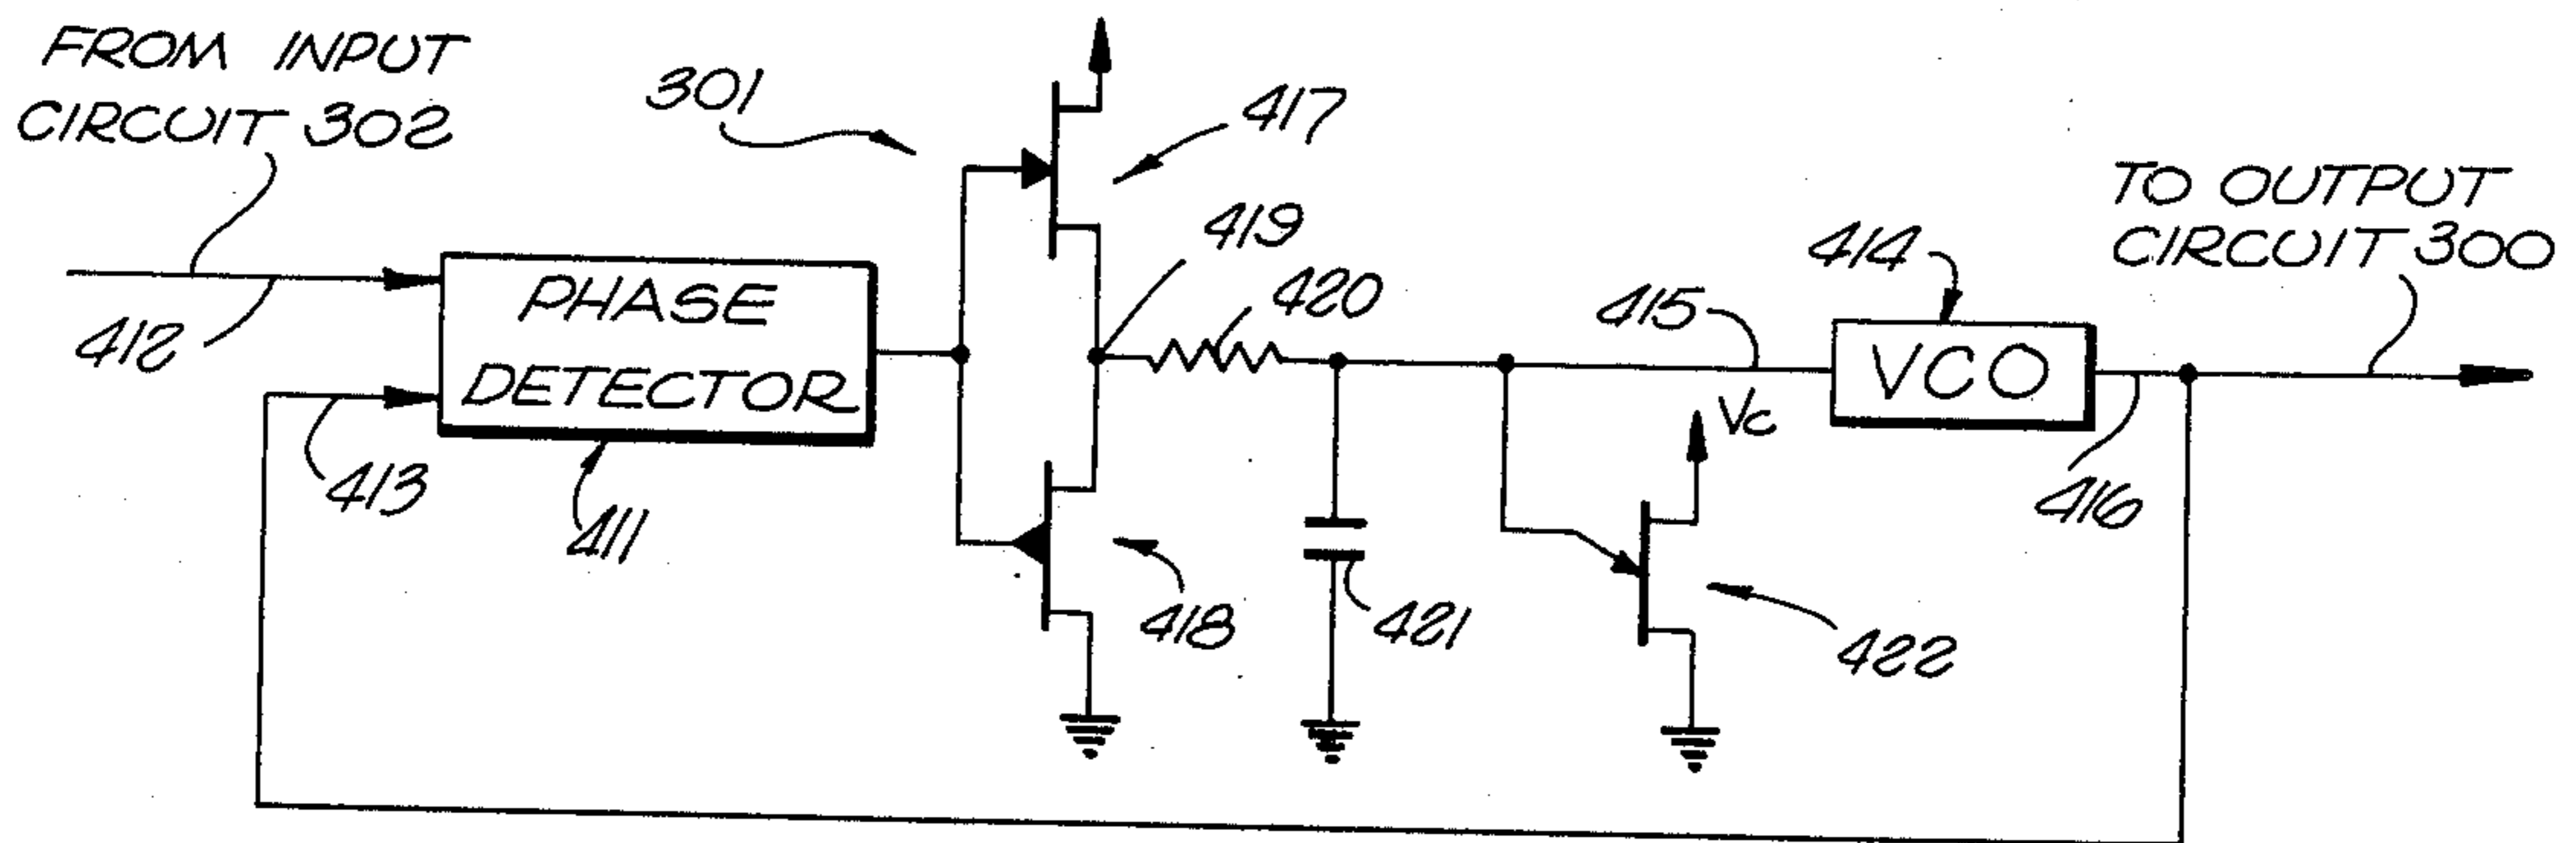 FROM INPUT
CIRCUIT 302
301
417
419
420
TO OUTPUT
CIRCUIT 300
414
415
412
PHASE
DETECTOR
VCO
Vc
413
411
418
421
422
416